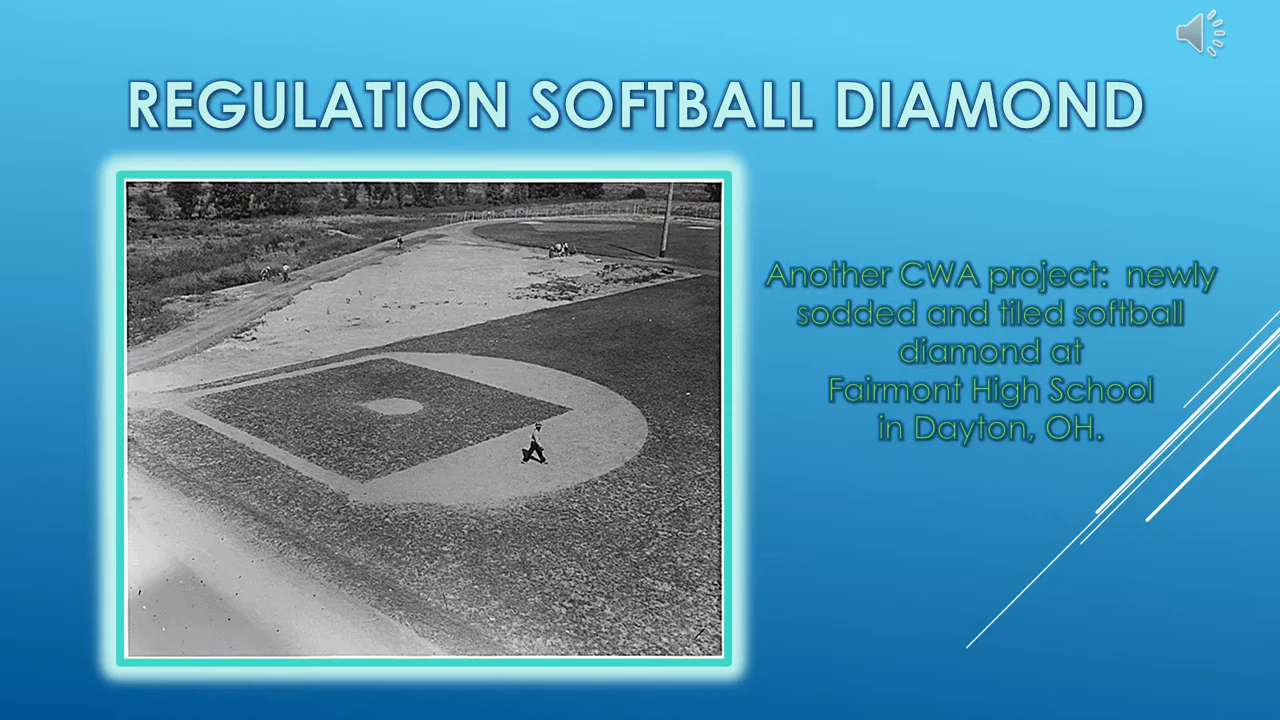 REGULATION SOFTBALL DIAMOND
Another CWA project:  newly
sodded and tiled softball
diamond at
Fairmont High School
in Dayton, OH.